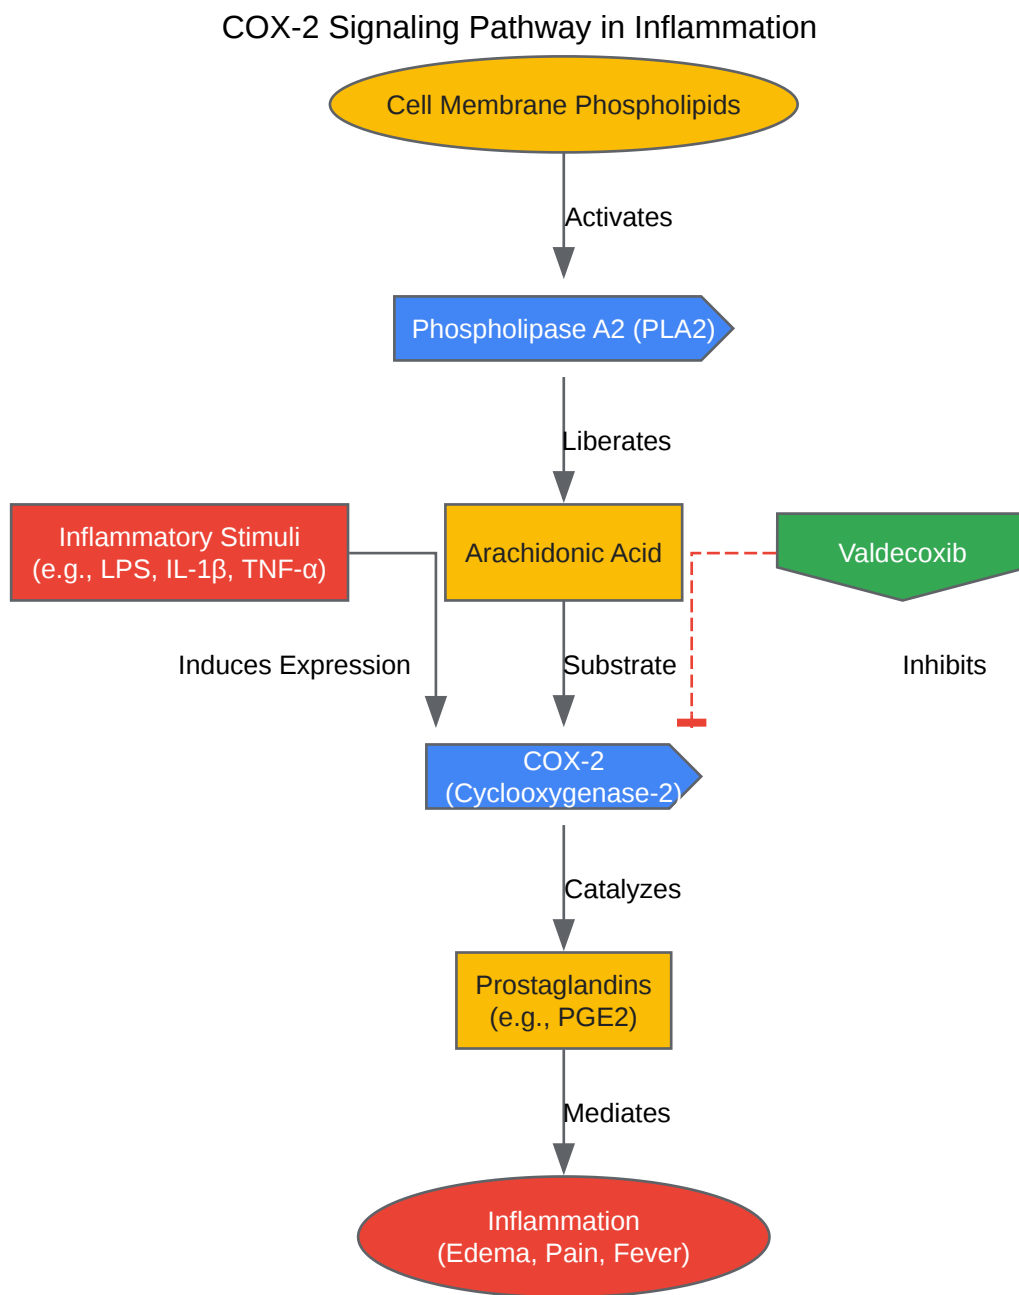 COX-2 Signaling Pathway in Inflammation
Cell Membrane Phospholipids
Activates
Phospholipase A2 (PLA2)
Liberates
Inflammatory Stimuli
(e.g., LPS, IL-1β, TNF-α)
Arachidonic Acid
Valdecoxib
Induces Expression
Substrate
Inhibits
COX-2
(Cyclooxygenase-2)
Catalyzes
Prostaglandins
(e.g., PGE2)
Mediates
Inflammation
(Edema, Pain, Fever)